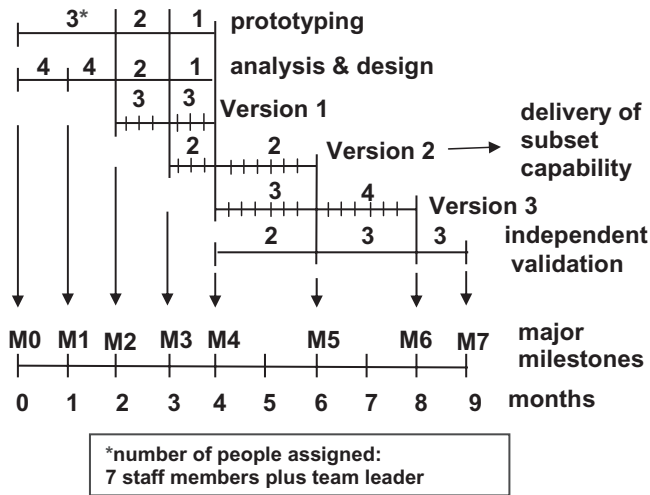 3* 2 1 prototyping
4 4 2 1 analysis & design
3 3 Version 1
2 2 Version 2
delivery of
subset
capability
3 4 Version 3
2 3 3 independent
validation
M0 M1 M2 M3 M4 M5 M6 M7 major
milestones
0 1 2 3 4 5 6 7 8 9 months
*number of people assigned:
7 staff members plus team leader